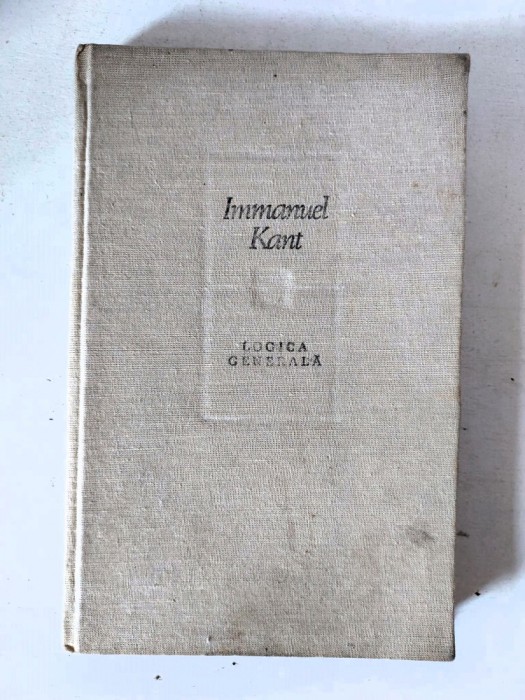 Immanuel
Kant
LOGICA
GENERALĂ